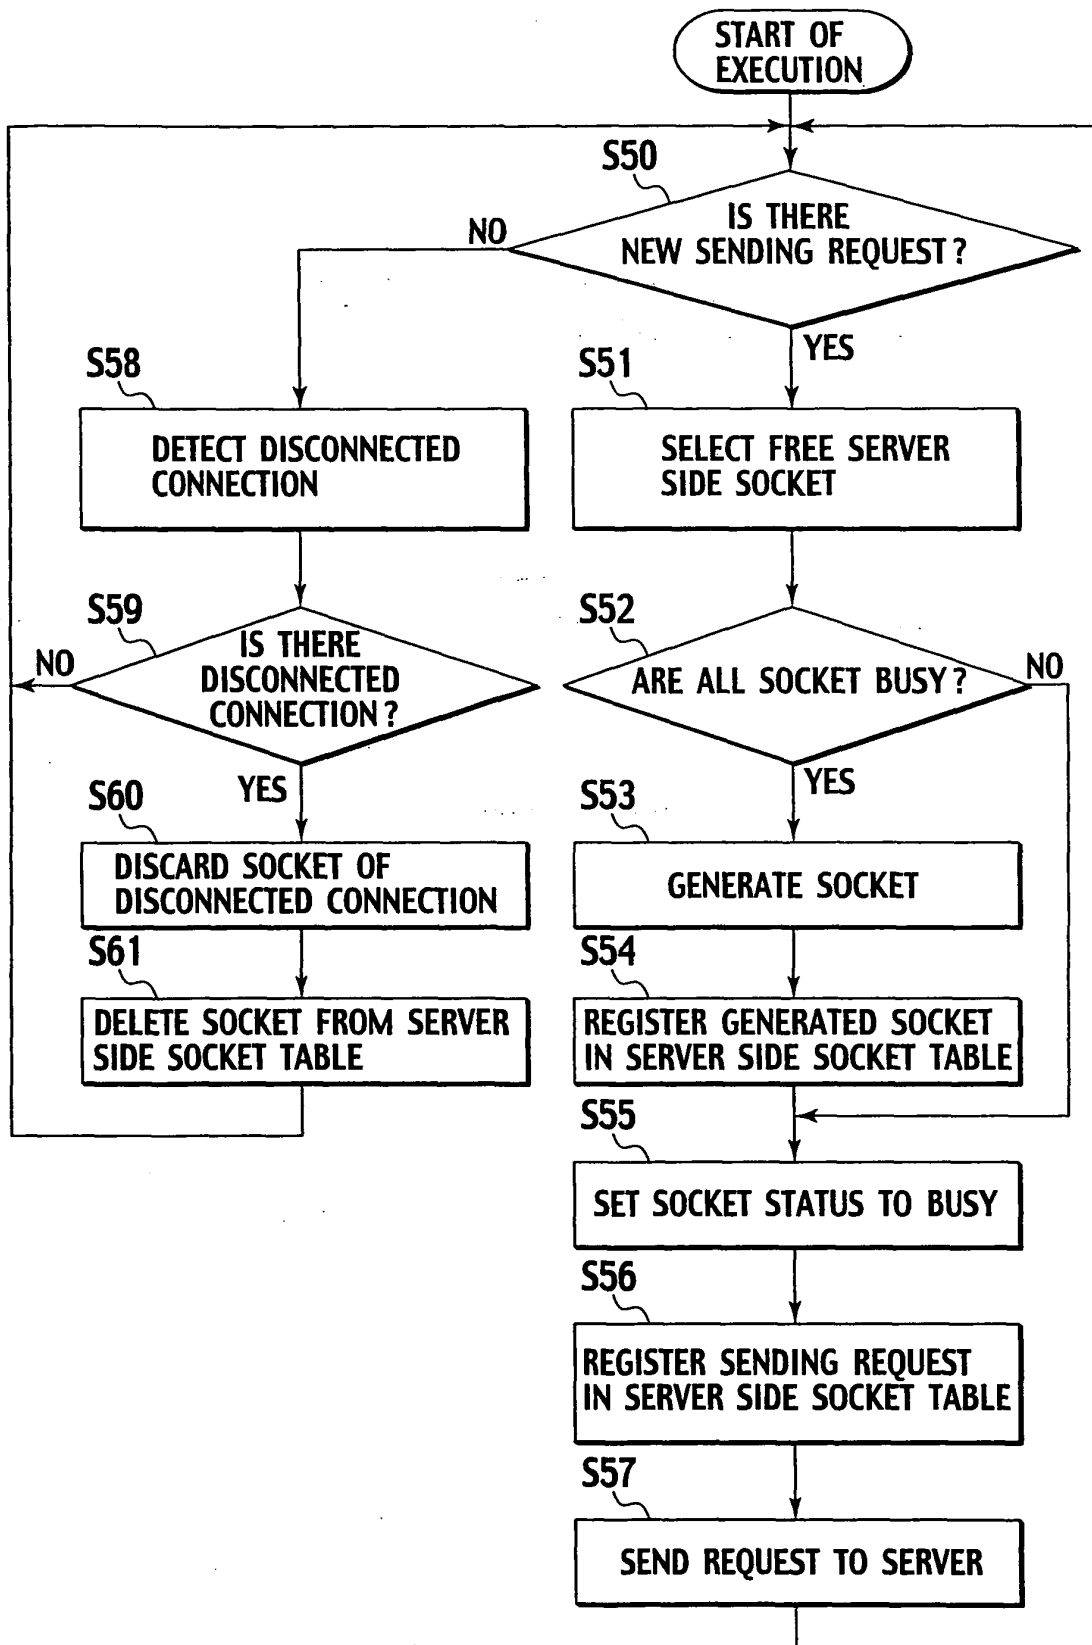 START OF
EXECUTION
S50
IS THERE
NEW SENDING REQUEST?
NO
YES
S58
DETECT DISCONNECTED
CONNECTION
S51
SELECT FREE SERVER
SIDE SOCKET
S59
IS THERE
DISCONNECTED
CONNECTION?
NO
YES
S52
ARE ALL SOCKET BUSY?
NO
YES
S60
DISCARD SOCKET OF
DISCONNECTED CONNECTION
S53
GENERATE SOCKET
S61
DELETE SOCKET FROM SERVER
SIDE SOCKET TABLE
S54
REGISTER GENERATED SOCKET
IN SERVER SIDE SOCKET TABLE
S55
SET SOCKET STATUS TO BUSY
S56
REGISTER SENDING REQUEST
IN SERVER SIDE SOCKET TABLE
S57
SEND REQUEST TO SERVER